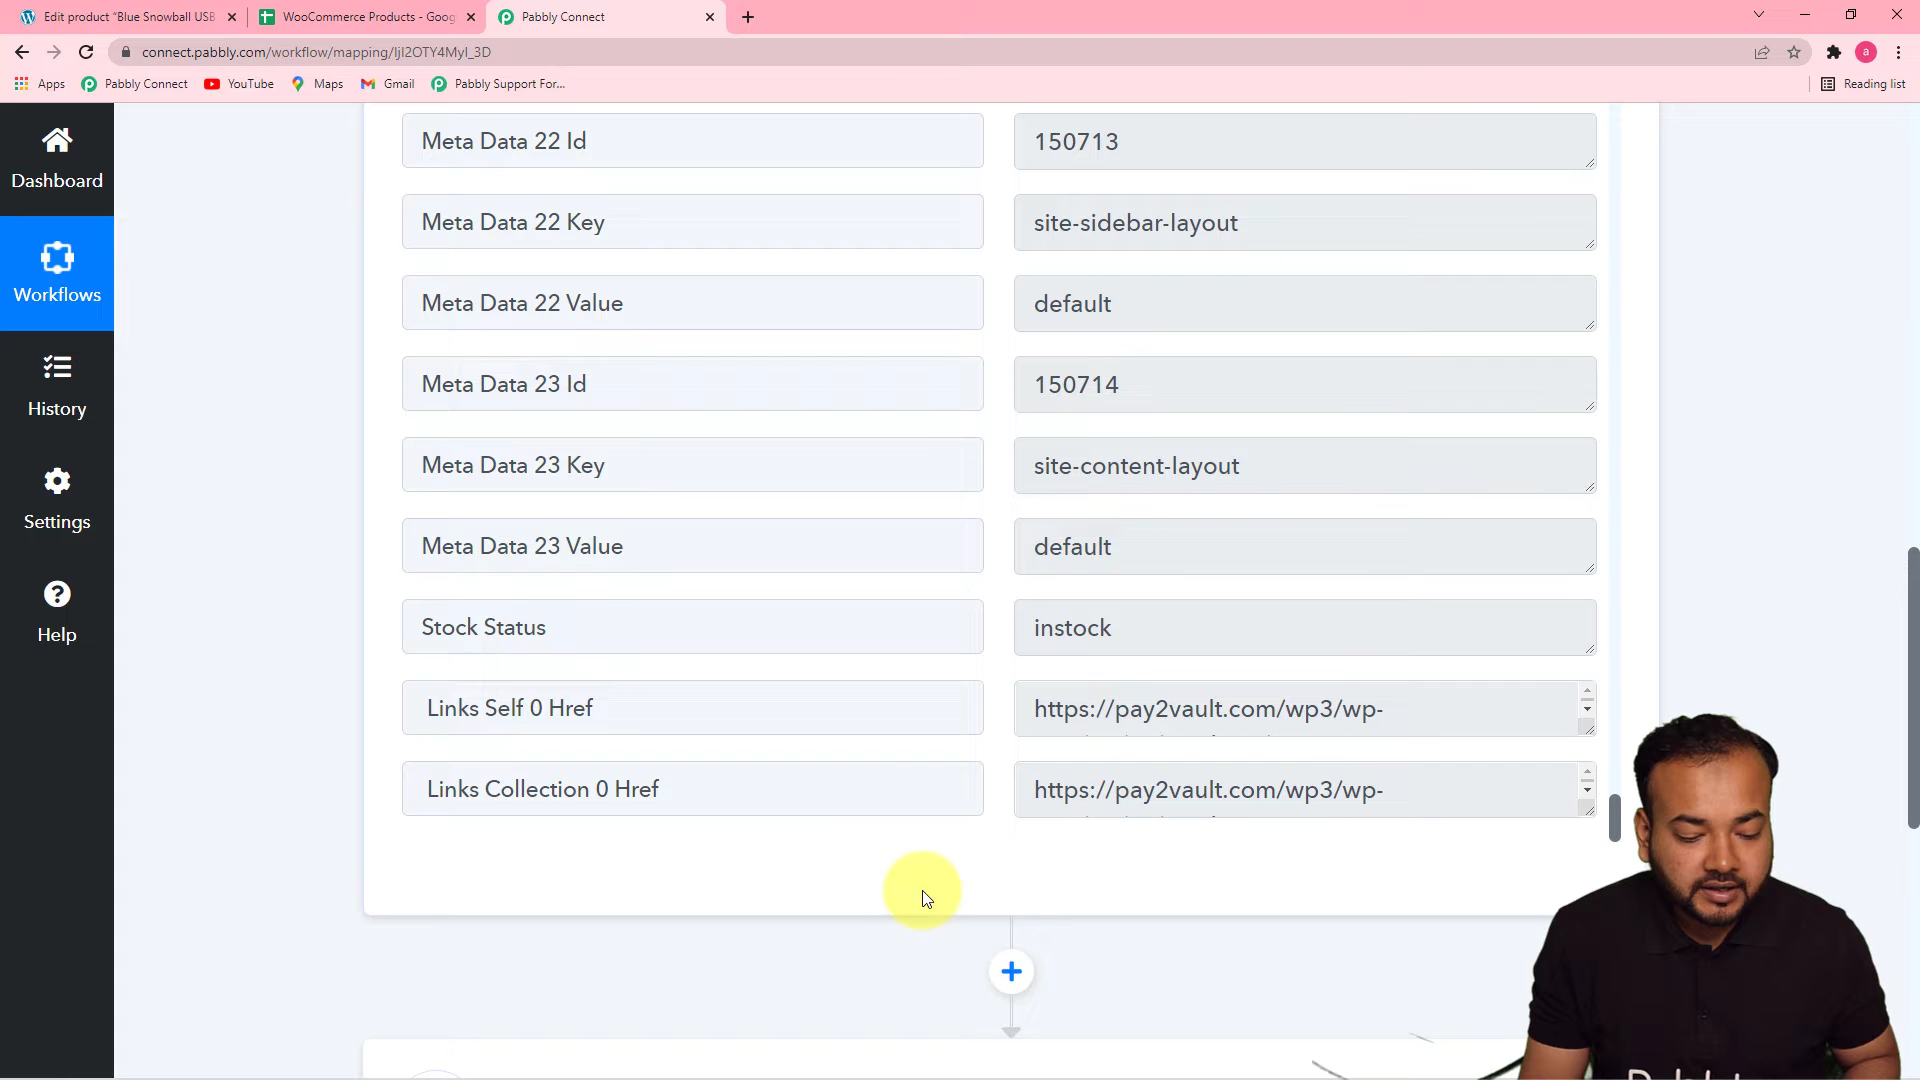 Edit product “Blue Snowball USB
WooCommerce Products - Goog
Pabbly Connect
connect.pabbly.com/workflow/mapping/IjI2OTY4MyI_3D
a
Apps
Pabbly Connect
YouTube
Maps
Gmail
Pabbly Support For...
Reading list
Dashboard
Workflows
History
Settings
Help
Meta Data 22 Id
150713
Meta Data 22 Key
site-sidebar-layout
Meta Data 22 Value
default
Meta Data 23 Id
150714
Meta Data 23 Key
site-content-layout
Meta Data 23 Value
default
Stock Status
instock
Links Self 0 Href
https://pay2vault.com/wp3/wp-
Links Collection 0 Href
https://pay2vault.com/wp3/wp-